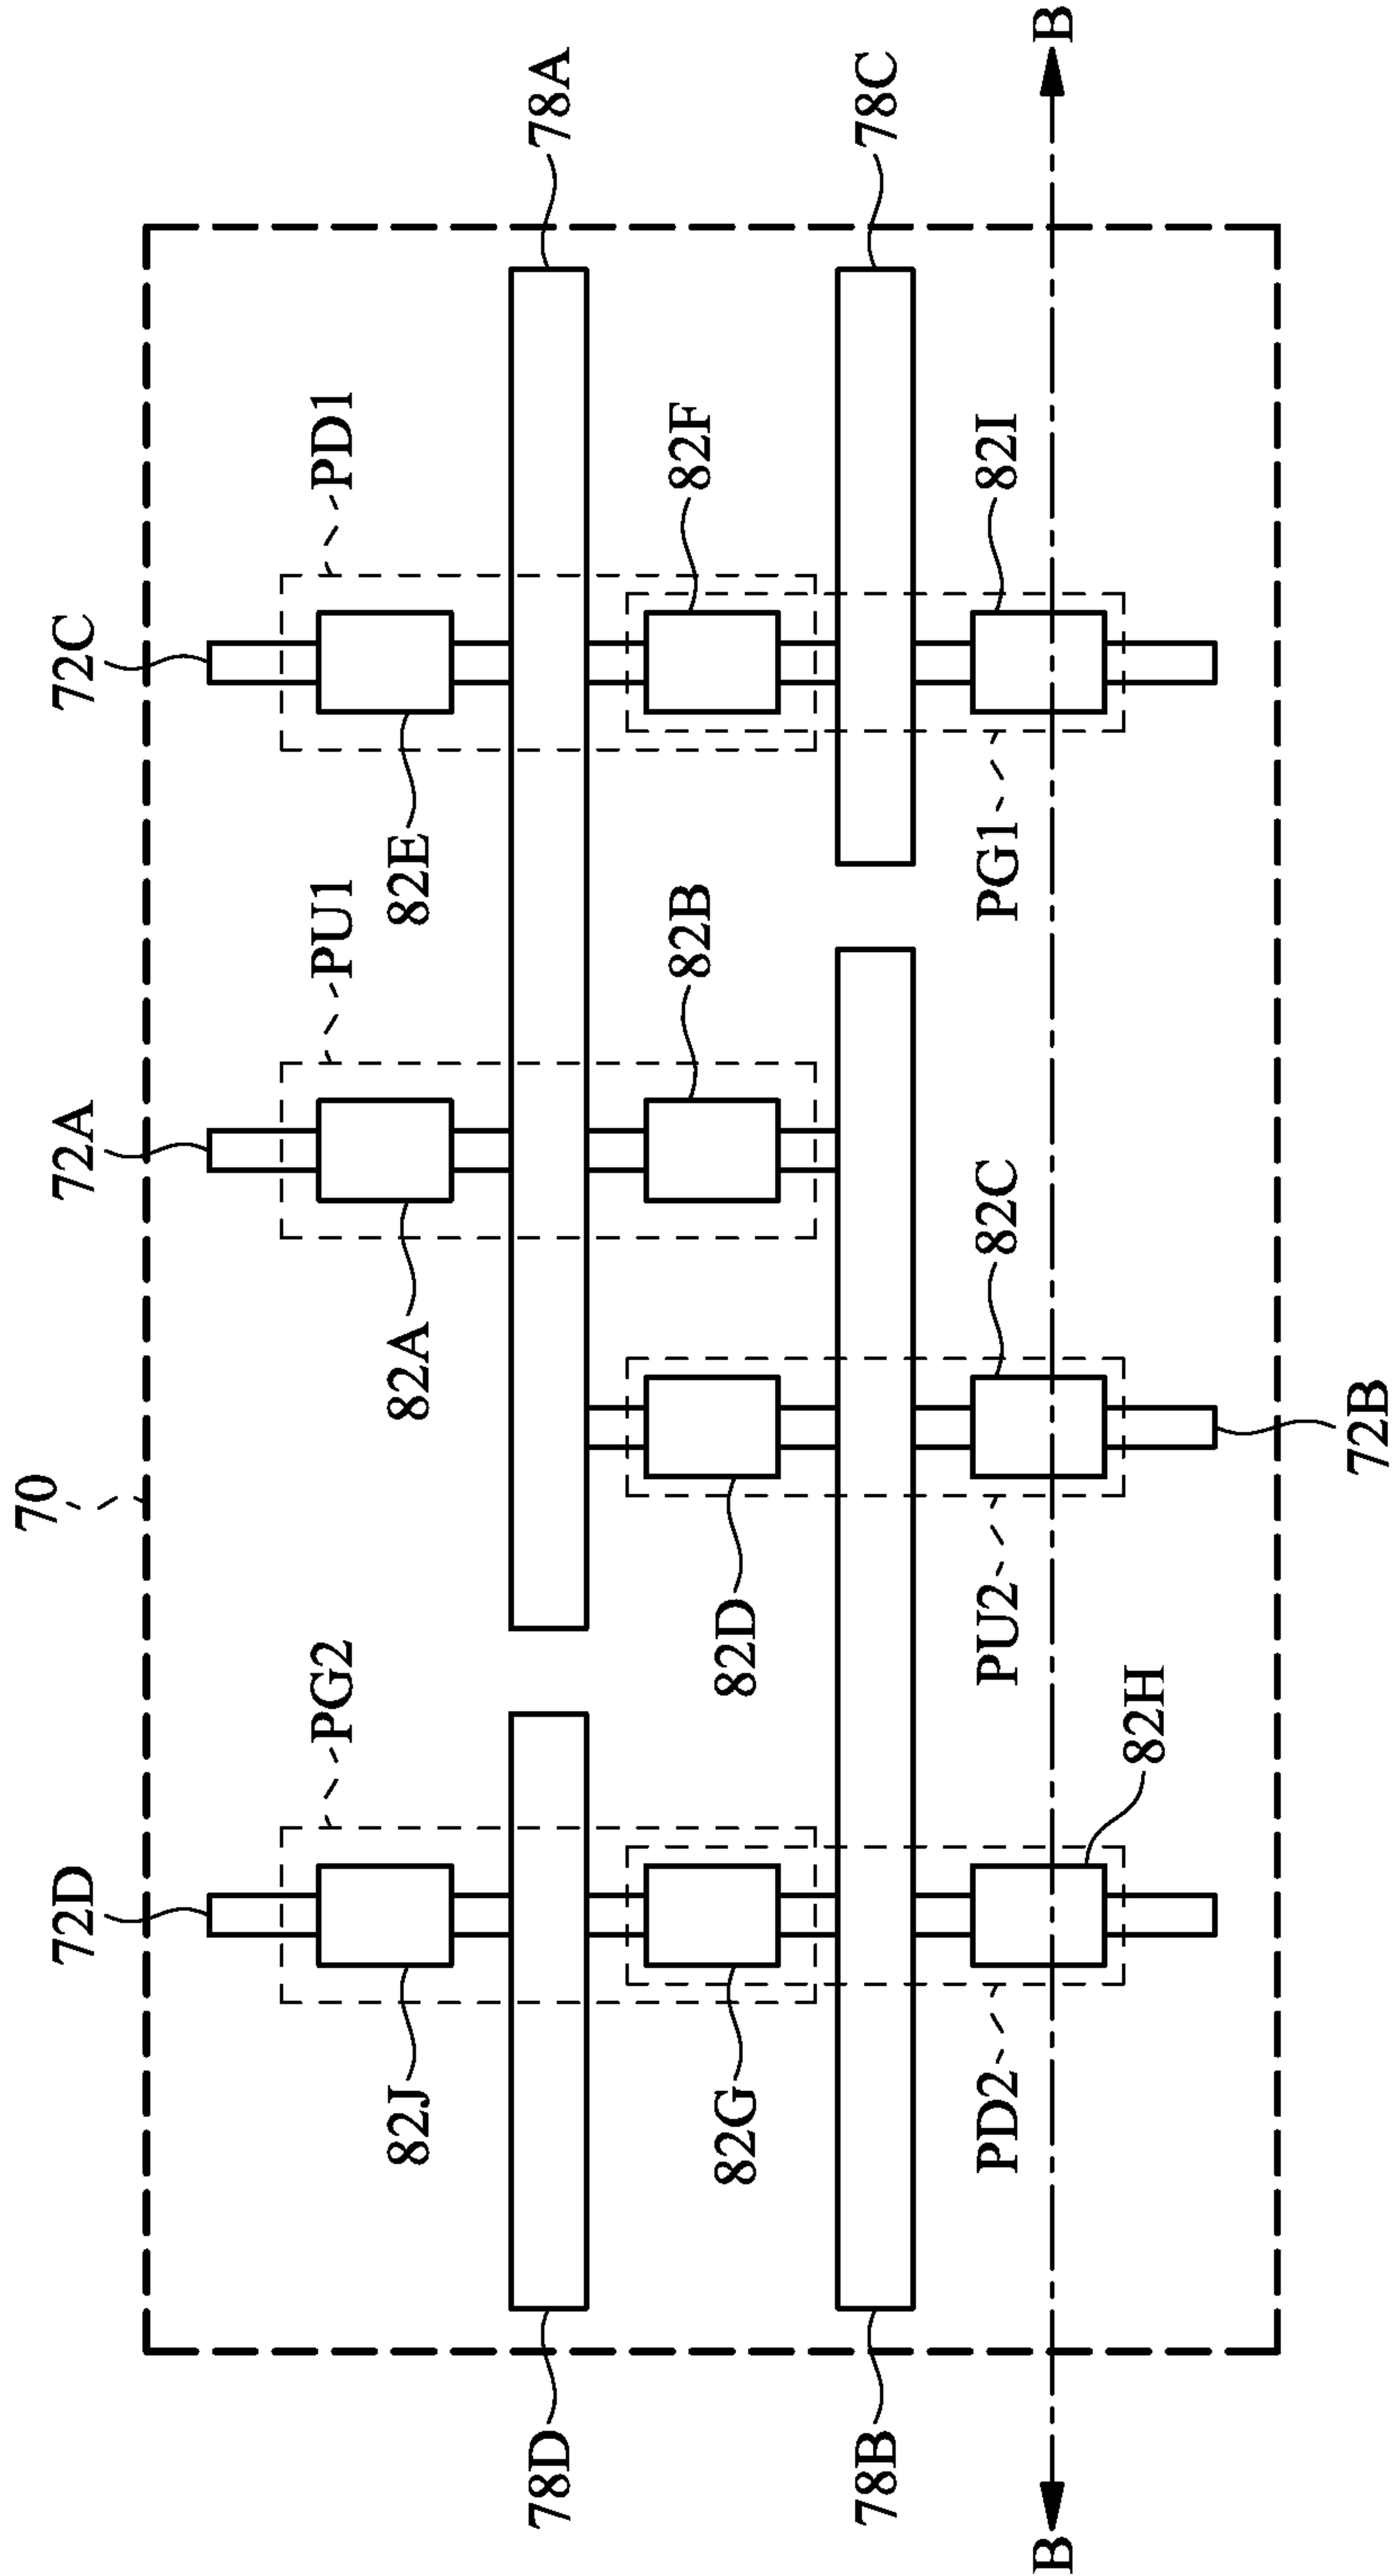 70
72D
72A
72C
PG2
PU1
PD1
82J
82A
82E
78D
78A
82B
82F
82G
82D
78B
78C
PD2
PU2
82C
PG1
82I
B
B
82H
72B